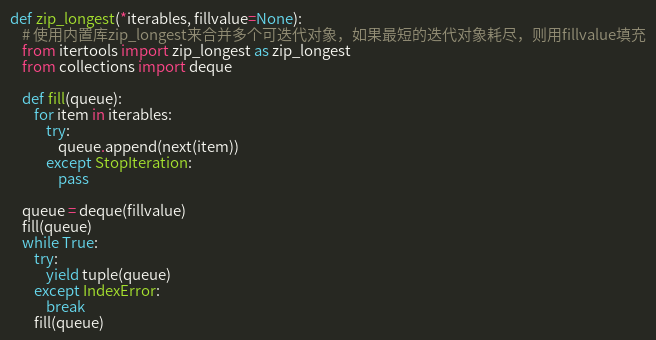 def zip_longest(*iterables, fillvalue=None):
    # 使用内置库zip_longest来合并多个可迭代对象，如果最短的迭代对象耗尽，则用fillvalue填充
    from itertools import zip_longest as zip_longest
    from collections import deque

    def fill(queue):
        for item in iterables:
            try:
                queue.append(next(item))
            except StopIteration:
                pass

    queue = deque(fillvalue)
    fill(queue)
    while True:
        try:
            yield tuple(queue)
        except IndexError:
            break
        fill(queue)